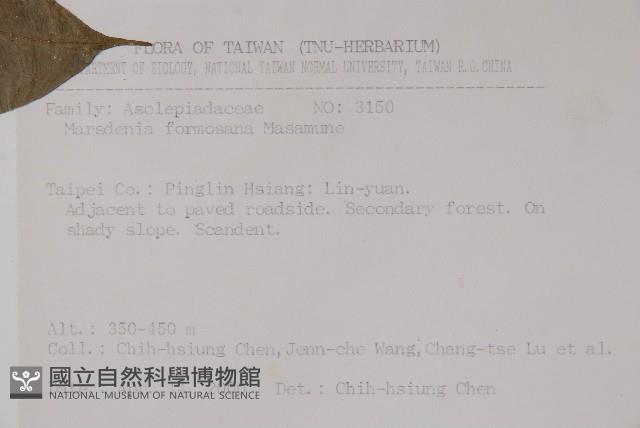 FLORA OF TAIWAN (TNU-HERBARIUM)
DEPARTMENT OF BIOLOGY, NATIONAL TAIWAN NORMAL UNIVERSITY, TAIWAN R.O.CHINA
Family: Asclepiadaceae NO: 3150
Marsdenia formosana Masamune
Taipei Co.: Pinglin Hsiang: Lin-yuan.
Adjacent to paved roadside. Secondary forest. On
shady slope. Scandent.
Alt.: 350-450 m
Coll.: Chih-hsiung Chen, Jenn-che Wang, Chang-tse Lu et al.
Det.: Chih-hsiung Chen
國立自然科學博物館
NATIONAL MUSEUM OF NATURAL SCIENCE